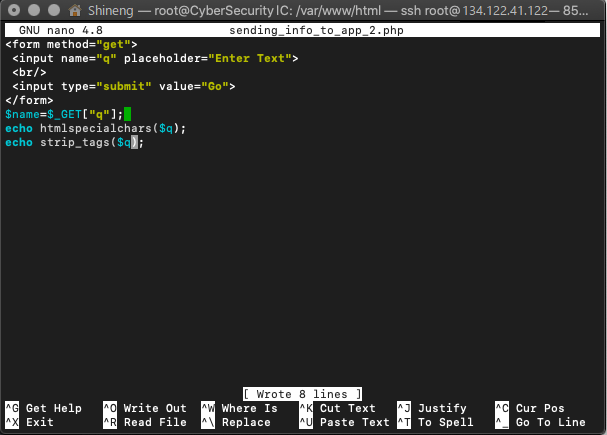 Shineng — root@CyberSecurityIC: /var/www/html — ssh root@134.122.41.122 — 85...
GNU nano 4.8 sending_info_to_app_2.php
<form method="get">
<input name="q" placeholder="Enter Text">
<br/>
<input type="submit" value="Go">
</form>
$name=$_GET["q"];
echo htmlspecialchars($q);
echo strip_tags($q);
[ Wrote 8 lines ]
^G Get Help ^O Write Out ^W Where Is ^K Cut Text ^J Justify ^C Cur Pos
^X Exit ^R Read File ^\ Replace ^U Paste Text ^T To Spell ^_ Go To Line